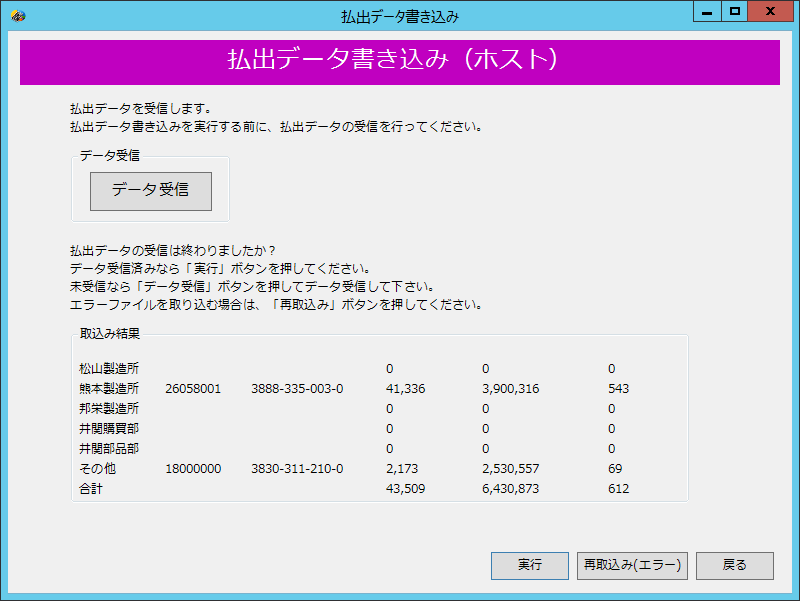 払出データ書き込み
払出データ書き込み（ホスト）
払出データを受信します。
払出データ書き込みを実行する前に、払出データの受信を行ってください。
データ受信
データ受信
払出データの受信は終わりましたか？
データ受信済みなら「実行」ボタンを押してください。
未受信なら「データ受信」ボタンを押してデータ受信して下さい。
エラーファイルを取り込む場合は、「再取込み」ボタンを押してください。
取込み結果
松山製造所 0 0 0
熊本製造所 26058001 3888-335-003-0 41,336 3,900,316 543
邦栄製造所 0 0 0
井関購買部 0 0 0
井関部品部 0 0 0
その他 18000000 3830-311-210-0 2,173 2,530,557 69
合計 43,509 6,430,873 612
実行 再取込み(エラー) 戻る